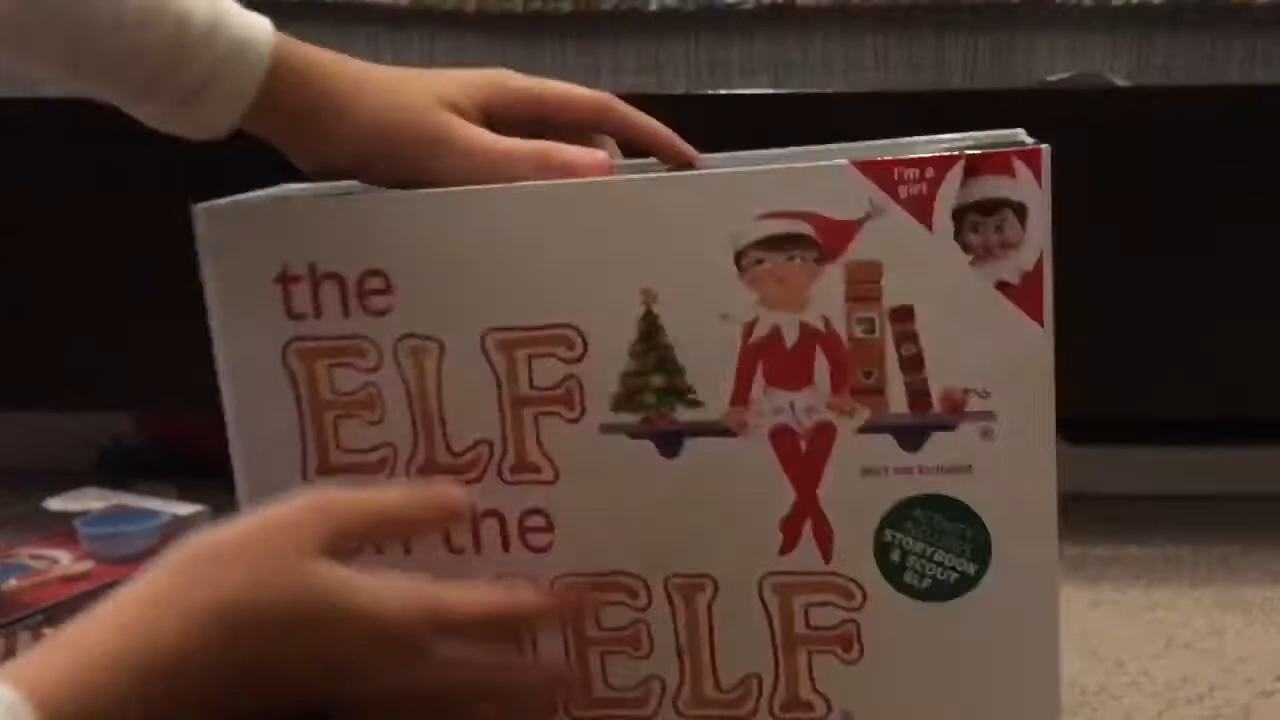 I'm a
girl
the
ELF
on the
ELF
STORYBOOK
& SCOUT
ELF